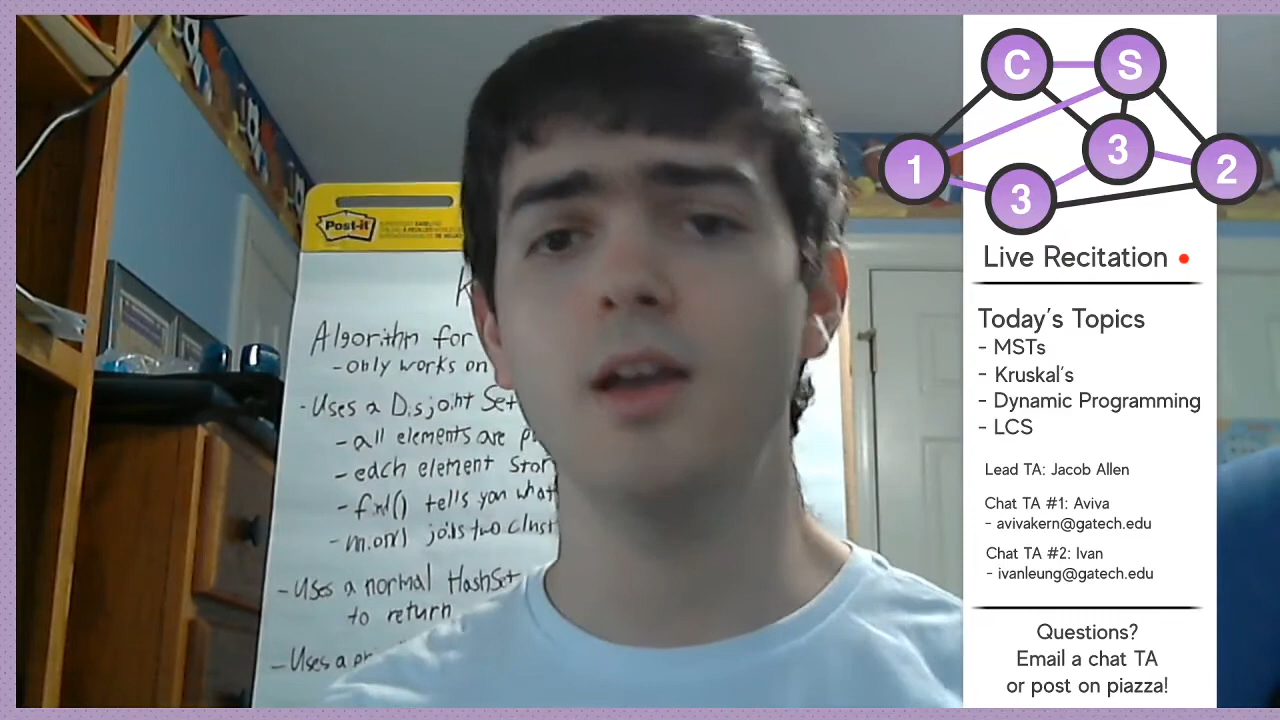 Post-it
K
Algorithm for
- only works on
- Uses a Disjoint Set
- all elements are
- each element stor
- find() tells you what
- union() joins two clust
- Uses a normal HashSet
to return
- Uses a pr
C S
1 3 2
3
Live Recitation
Today's Topics
- MSTs
- Kruskal's
- Dynamic Programming
- LCS
Lead TA: Jacob Allen
Chat TA #1: Aviva
- avivakern@gatech.edu
Chat TA #2: Ivan
- ivanleung@gatech.edu
Questions?
Email a chat TA
or post on piazza!